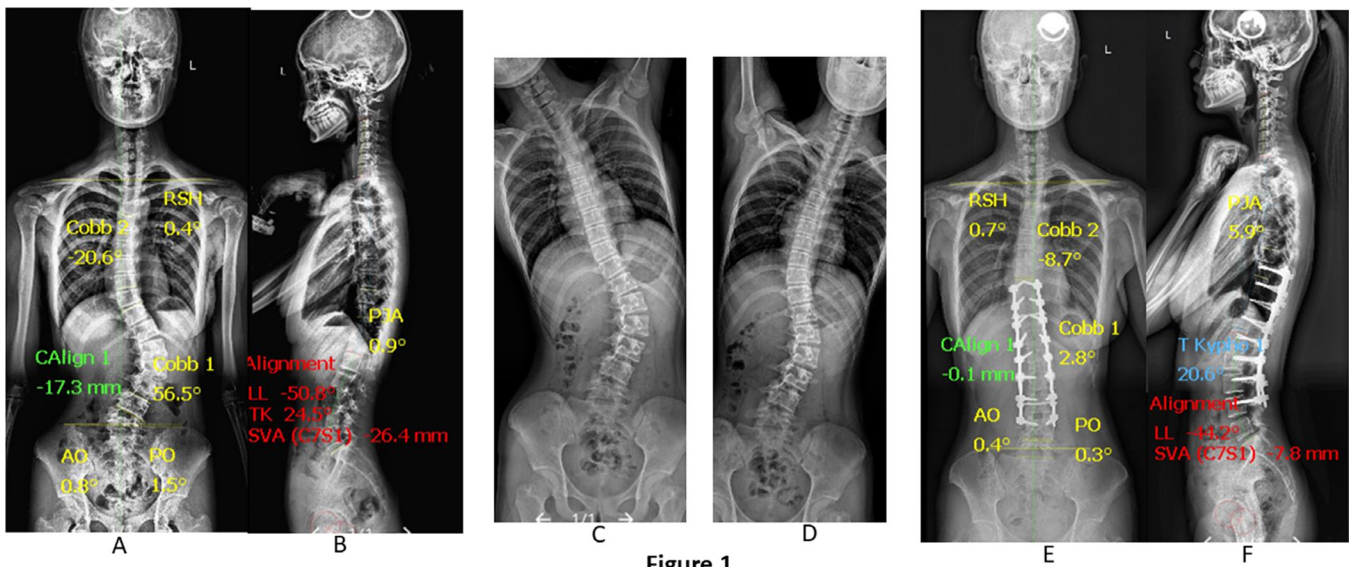 L
RSH
0.4°
Cobb 2
-20.6°
CAlign 1
-17.3 mm
Cobb 1
56.5°
AO
0.8°
PO
1.5°
A
L
PJA
0.9°
Alignment
LL -50.8°
TK 24.5°
SVA (C7S1) -26.4 mm
1/1
B
1/1
C
D
L
RSH
0.7°
Cobb 2
-8.7°
CAlign 1
-0.1 mm
Cobb 1
2.8°
AO
0.4°
PO
0.3°
E
L
PJA
5.9°
T Kypho 1
20.6°
Alignment
LL -44.2°
SVA (C7S1) -7.8 mm
F
Figure 1